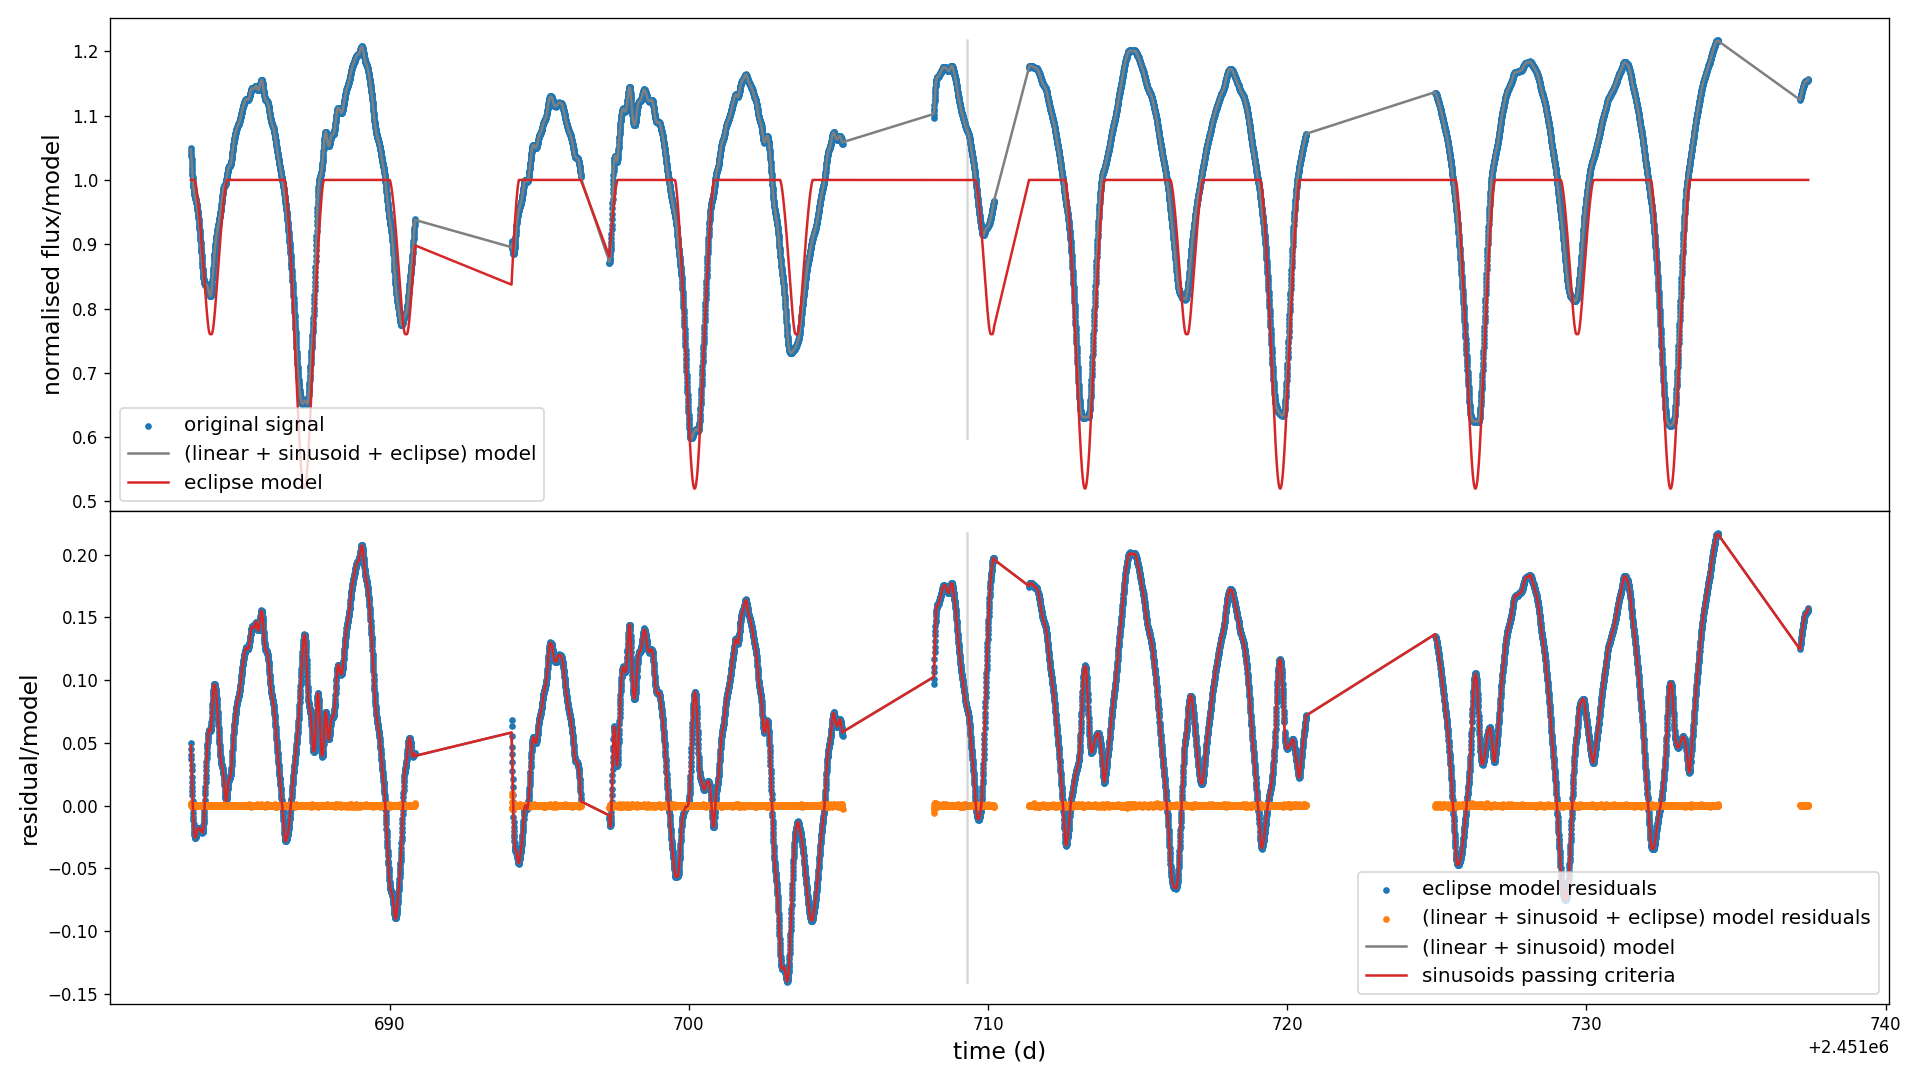 normalised flux/model
1.2
1.1
1.0
0.9
0.8
0.7
0.6
0.5
original signal
(linear + sinusoid + eclipse) model
eclipse model
residual/model
0.20
0.15
0.10
0.05
0.00
−0.05
−0.10
−0.15
eclipse model residuals
(linear + sinusoid + eclipse) model residuals
(linear + sinusoid) model
sinusoids passing criteria
690 700 710 720 730 740
time (d)
+2.451e6